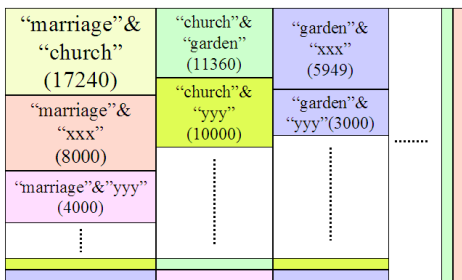 “marriage”&
“church”
(17240)
“marriage”&
“xxx”
(8000)
“marriage”&”yyy”
(4000)
“church”&
“garden”
(11360)
“church”&
“yyy”
(10000)
“garden”&
“xxx”
(5949)
“garden”&
“yyy”(3000)